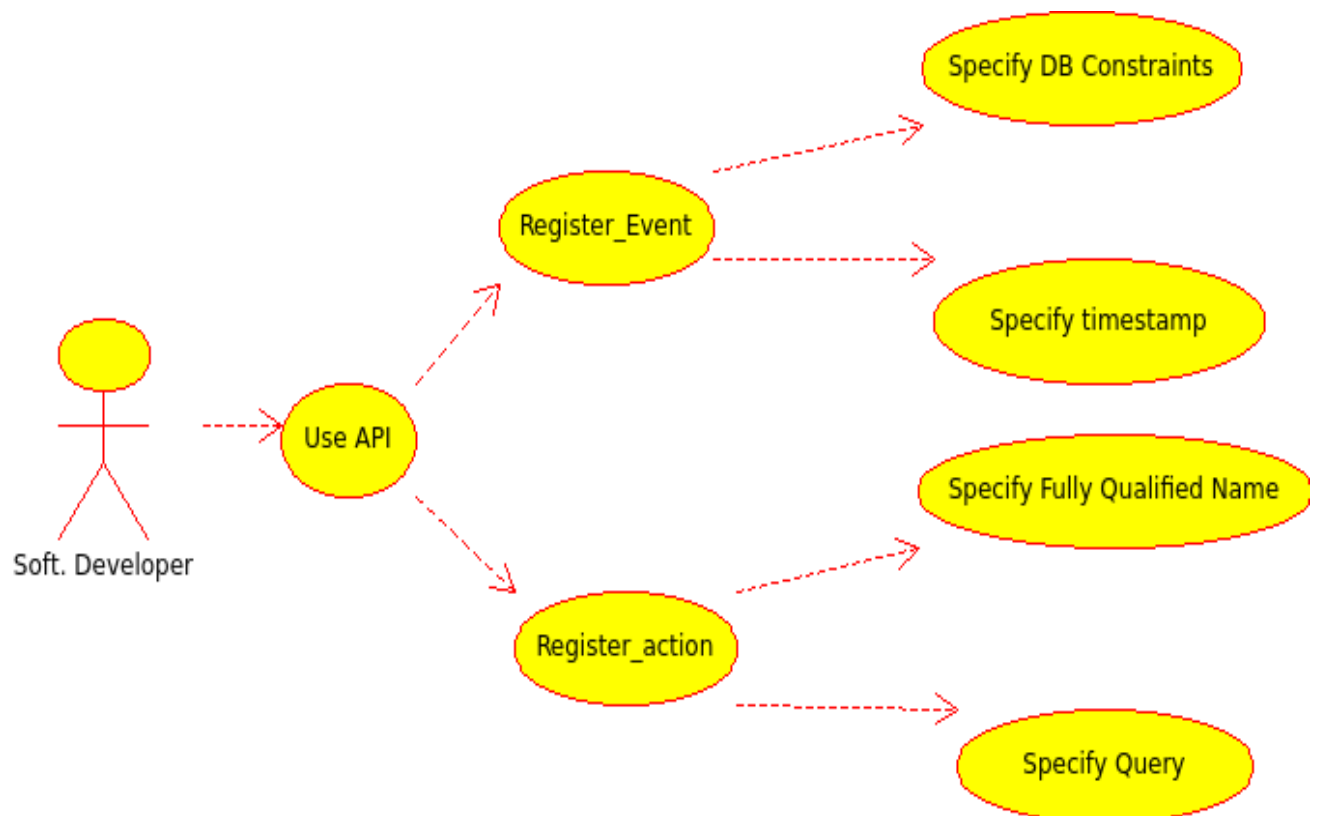 Specify DB Constraints
Register_Event
Specify timestamp
Use API
Specify Fully Qualified Name
Soft. Developer
Register_action
Specify Query